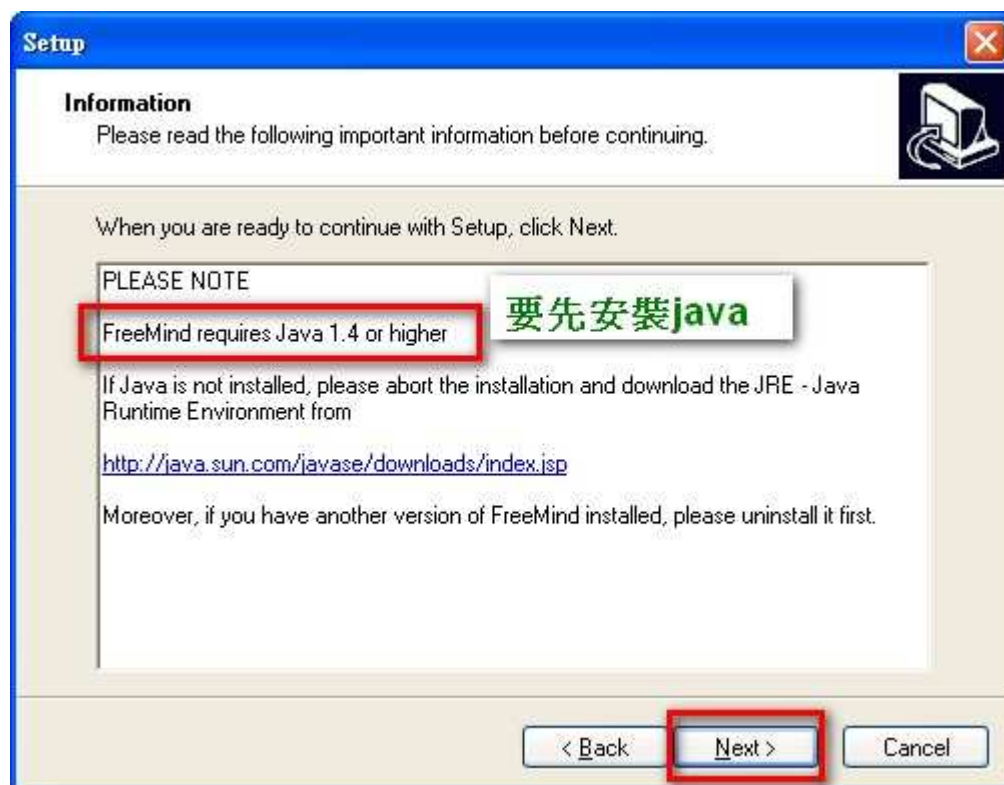 Setup
Information
Please read the following important information before continuing.
When you are ready to continue with Setup, click Next.
PLEASE NOTE
要先安裝java
FreeMind requires Java 1.4 or higher
If Java is not installed, please abort the installation and download the JRE - Java
Runtime Environment from
http://java.sun.com/javase/downloads/index.jsp
Moreover, if you have another version of FreeMind installed, please uninstall it first.
< Back
Next >
Cancel